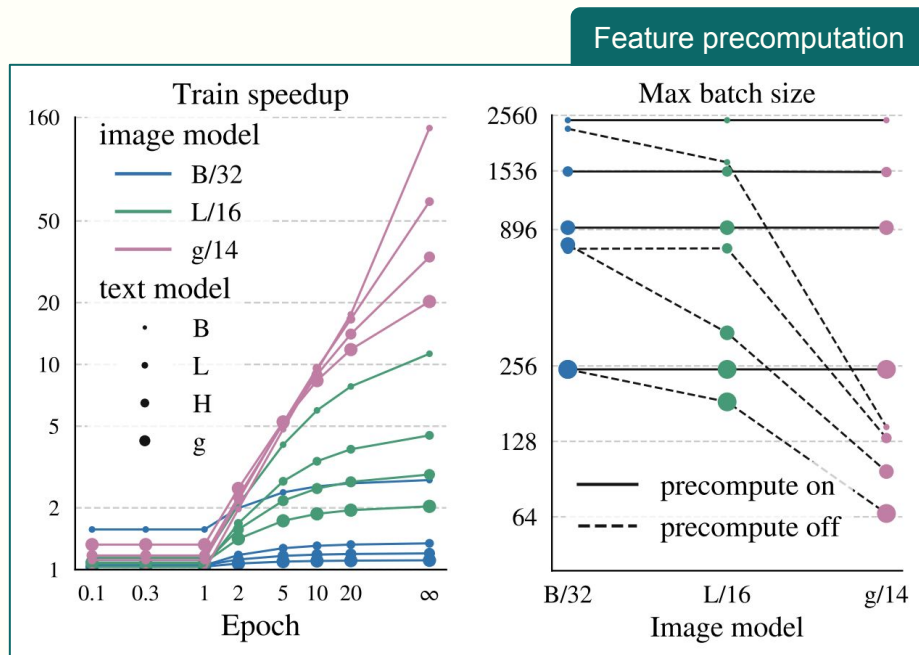 Feature precomputation
Train speedup
160
50
20
10
5
2
1
image model
B/32
L/16
g/14
text model
B
L
H
g
0.1 0.3 1 2 5 10 20 ∞
Epoch
Max batch size
2560
1536
896
256
128
64
precompute on
precompute off
B/32 L/16 g/14
Image model